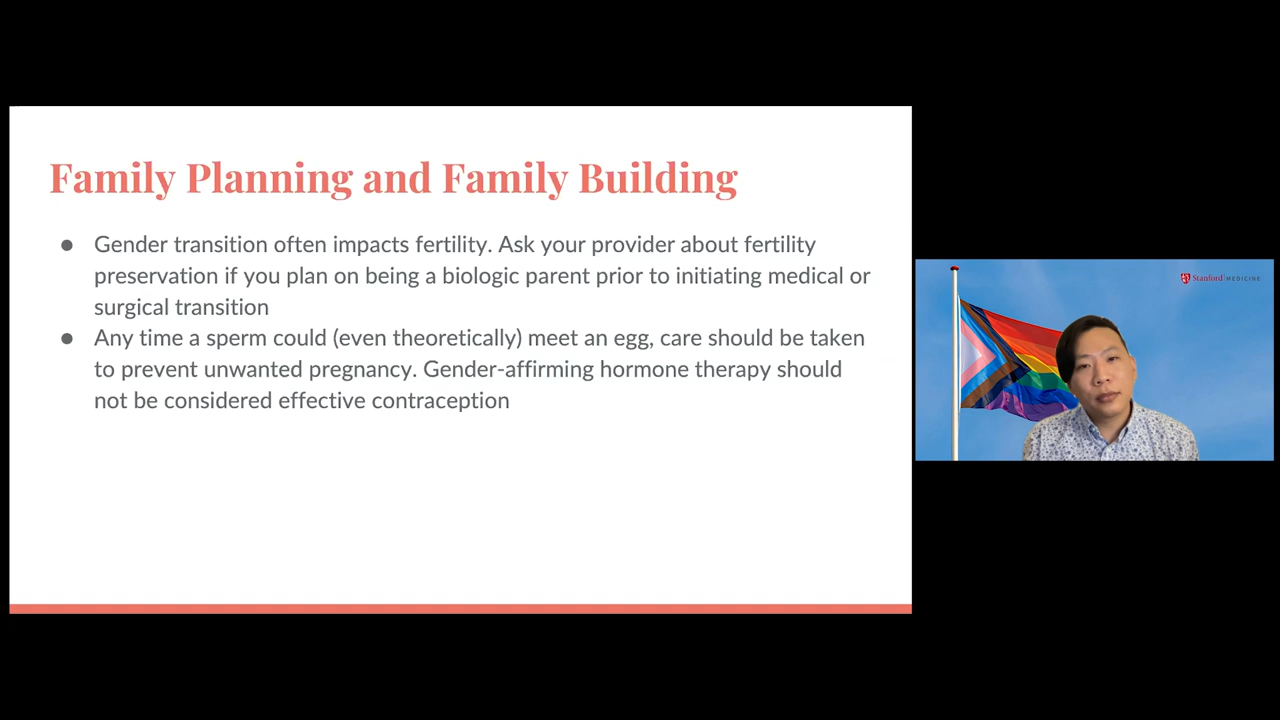 Family Planning and Family Building
● Gender transition often impacts fertility. Ask your provider about fertility
preservation if you plan on being a biologic parent prior to initiating medical or
surgical transition
● Any time a sperm could (even theoretically) meet an egg, care should be taken
to prevent unwanted pregnancy. Gender-affirming hormone therapy should
not be considered effective contraception
Stanford MEDICINE